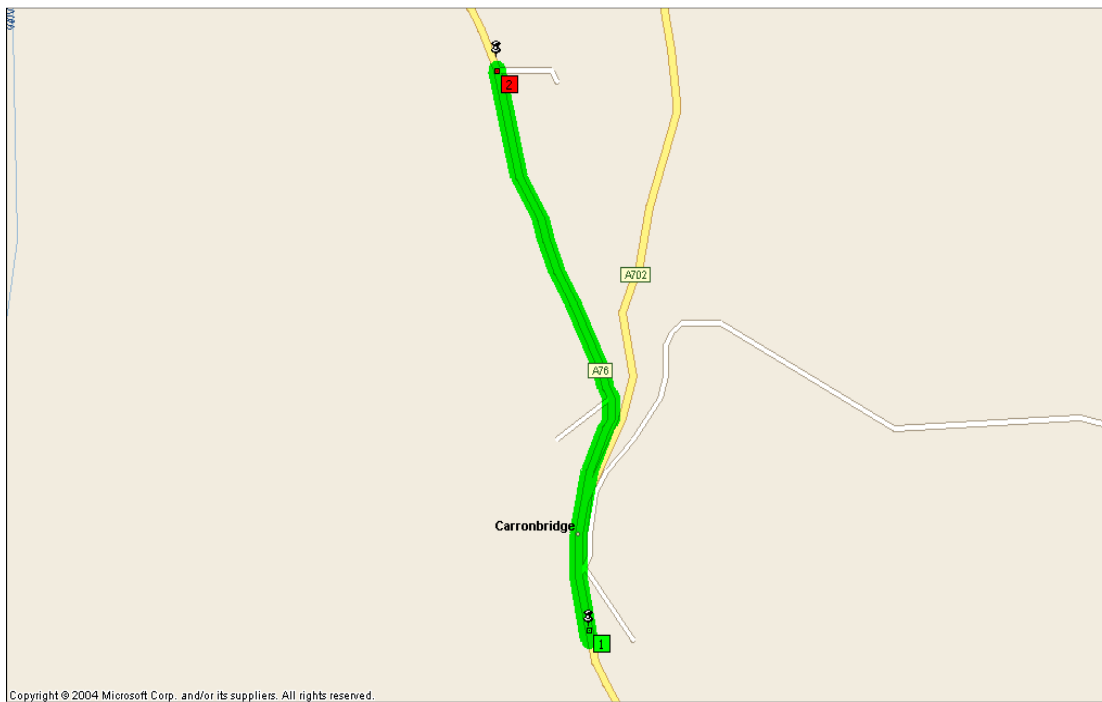 2
A702
A76
Carronbridge
1
Copyright © 2004 Microsoft Corp. and/or its suppliers. All rights reserved.